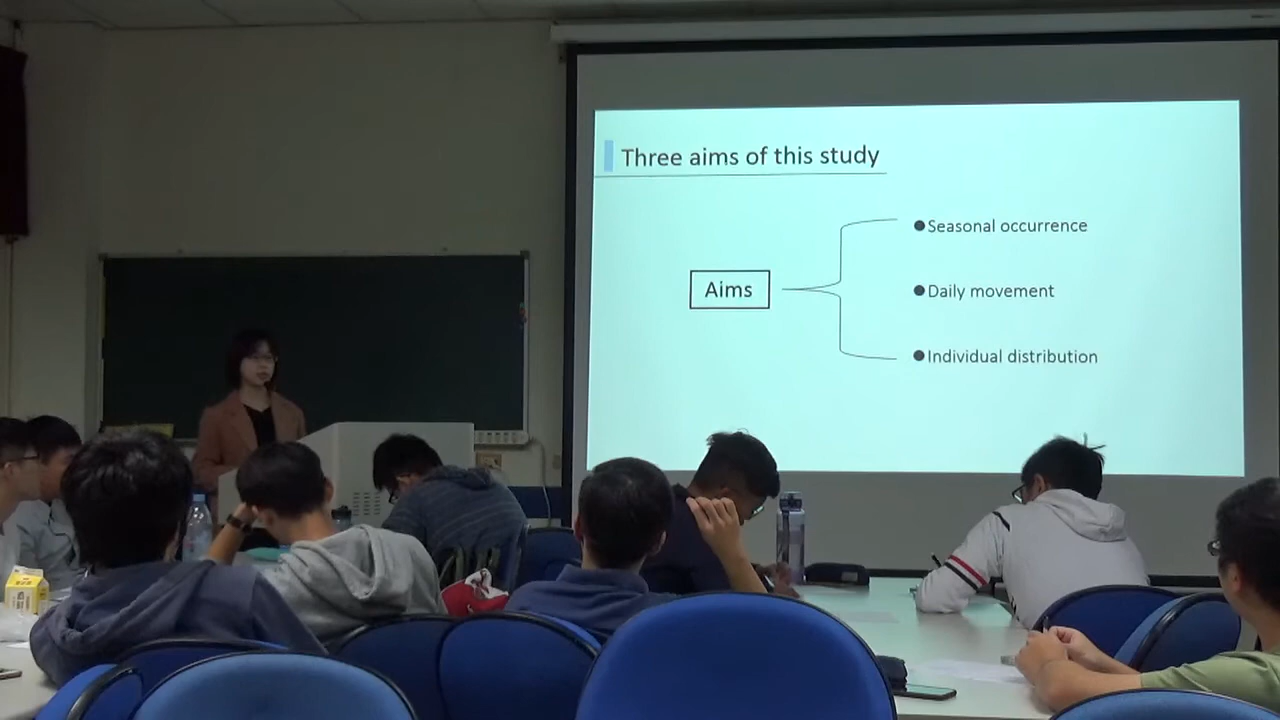 Three aims of this study
Aims
●Seasonal occurrence
●Daily movement
●Individual distribution